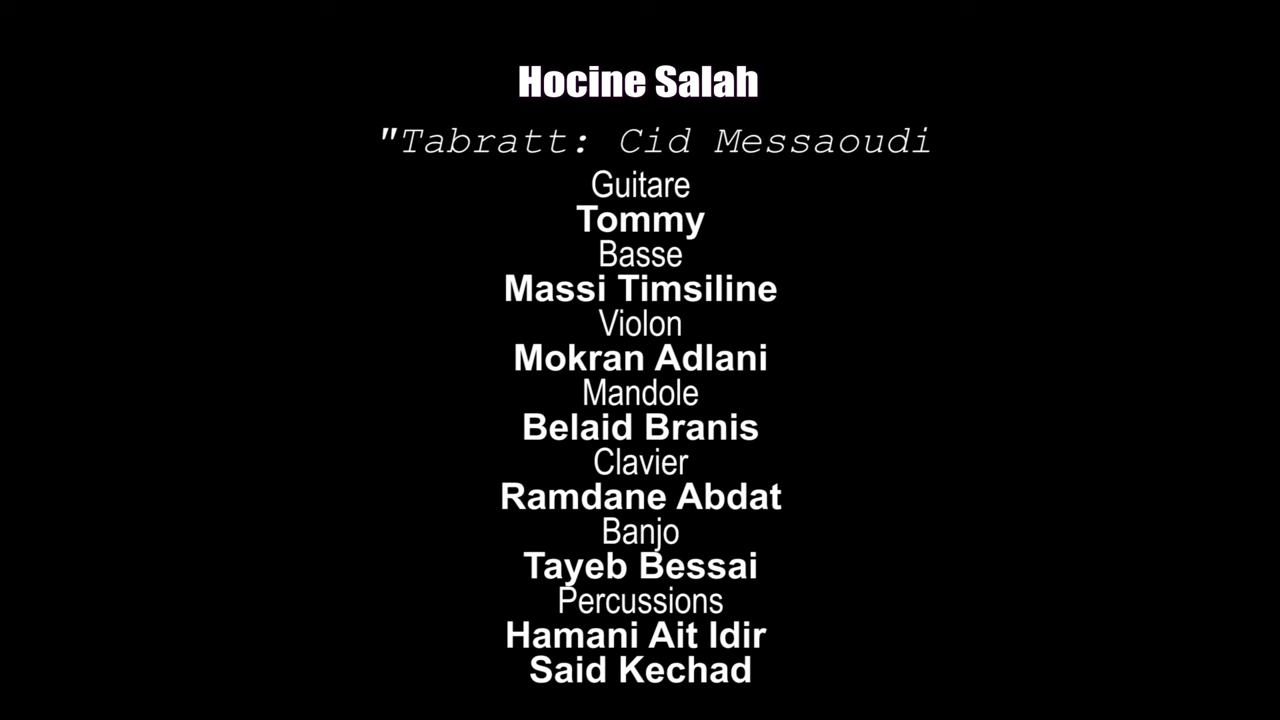 Hocine Salah
"Tabratt: Cid Messaoudi
Guitare
Tommy
Basse
Massi Timsiline
Violon
Mokran Adlani
Mandole
Belaid Branis
Clavier
Ramdane Abdat
Banjo
Tayeb Bessai
Percussions
Hamani Ait Idir
Said Kechad